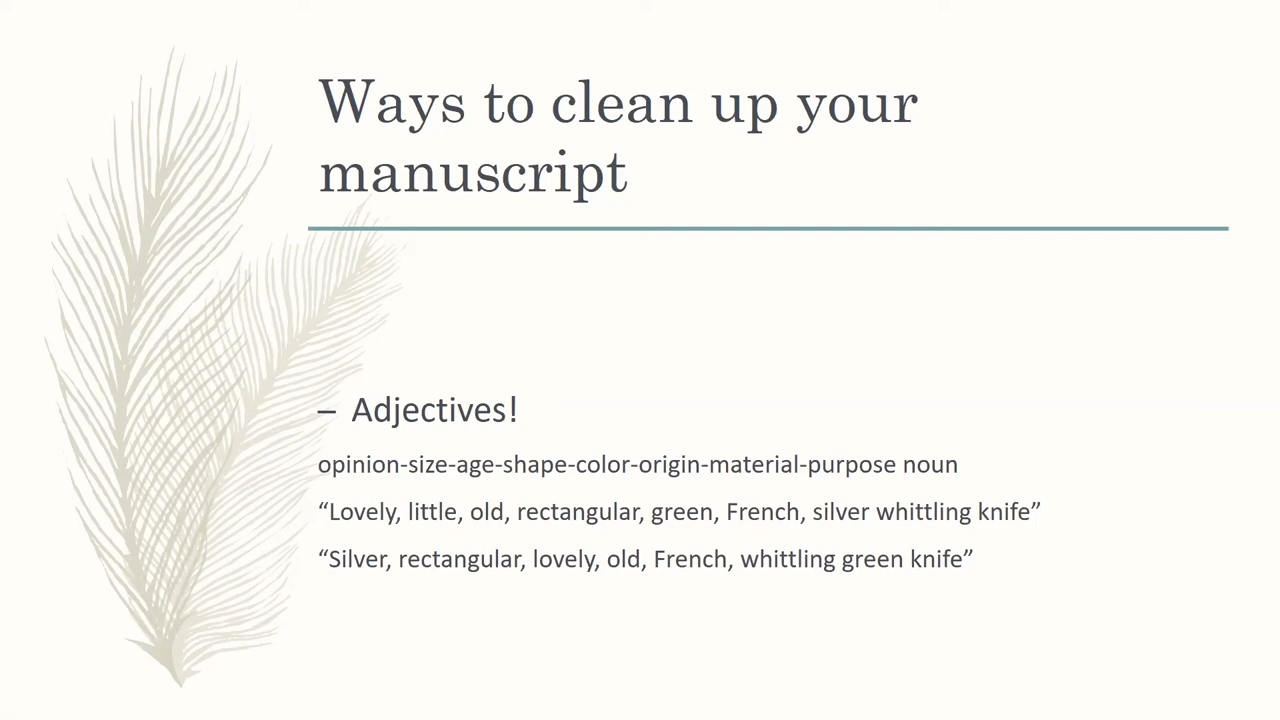 Ways to clean up your
manuscript
– Adjectives!
opinion-size-age-shape-color-origin-material-purpose noun
“Lovely, little, old, rectangular, green, French, silver whittling knife”
“Silver, rectangular, lovely, old, French, whittling green knife”